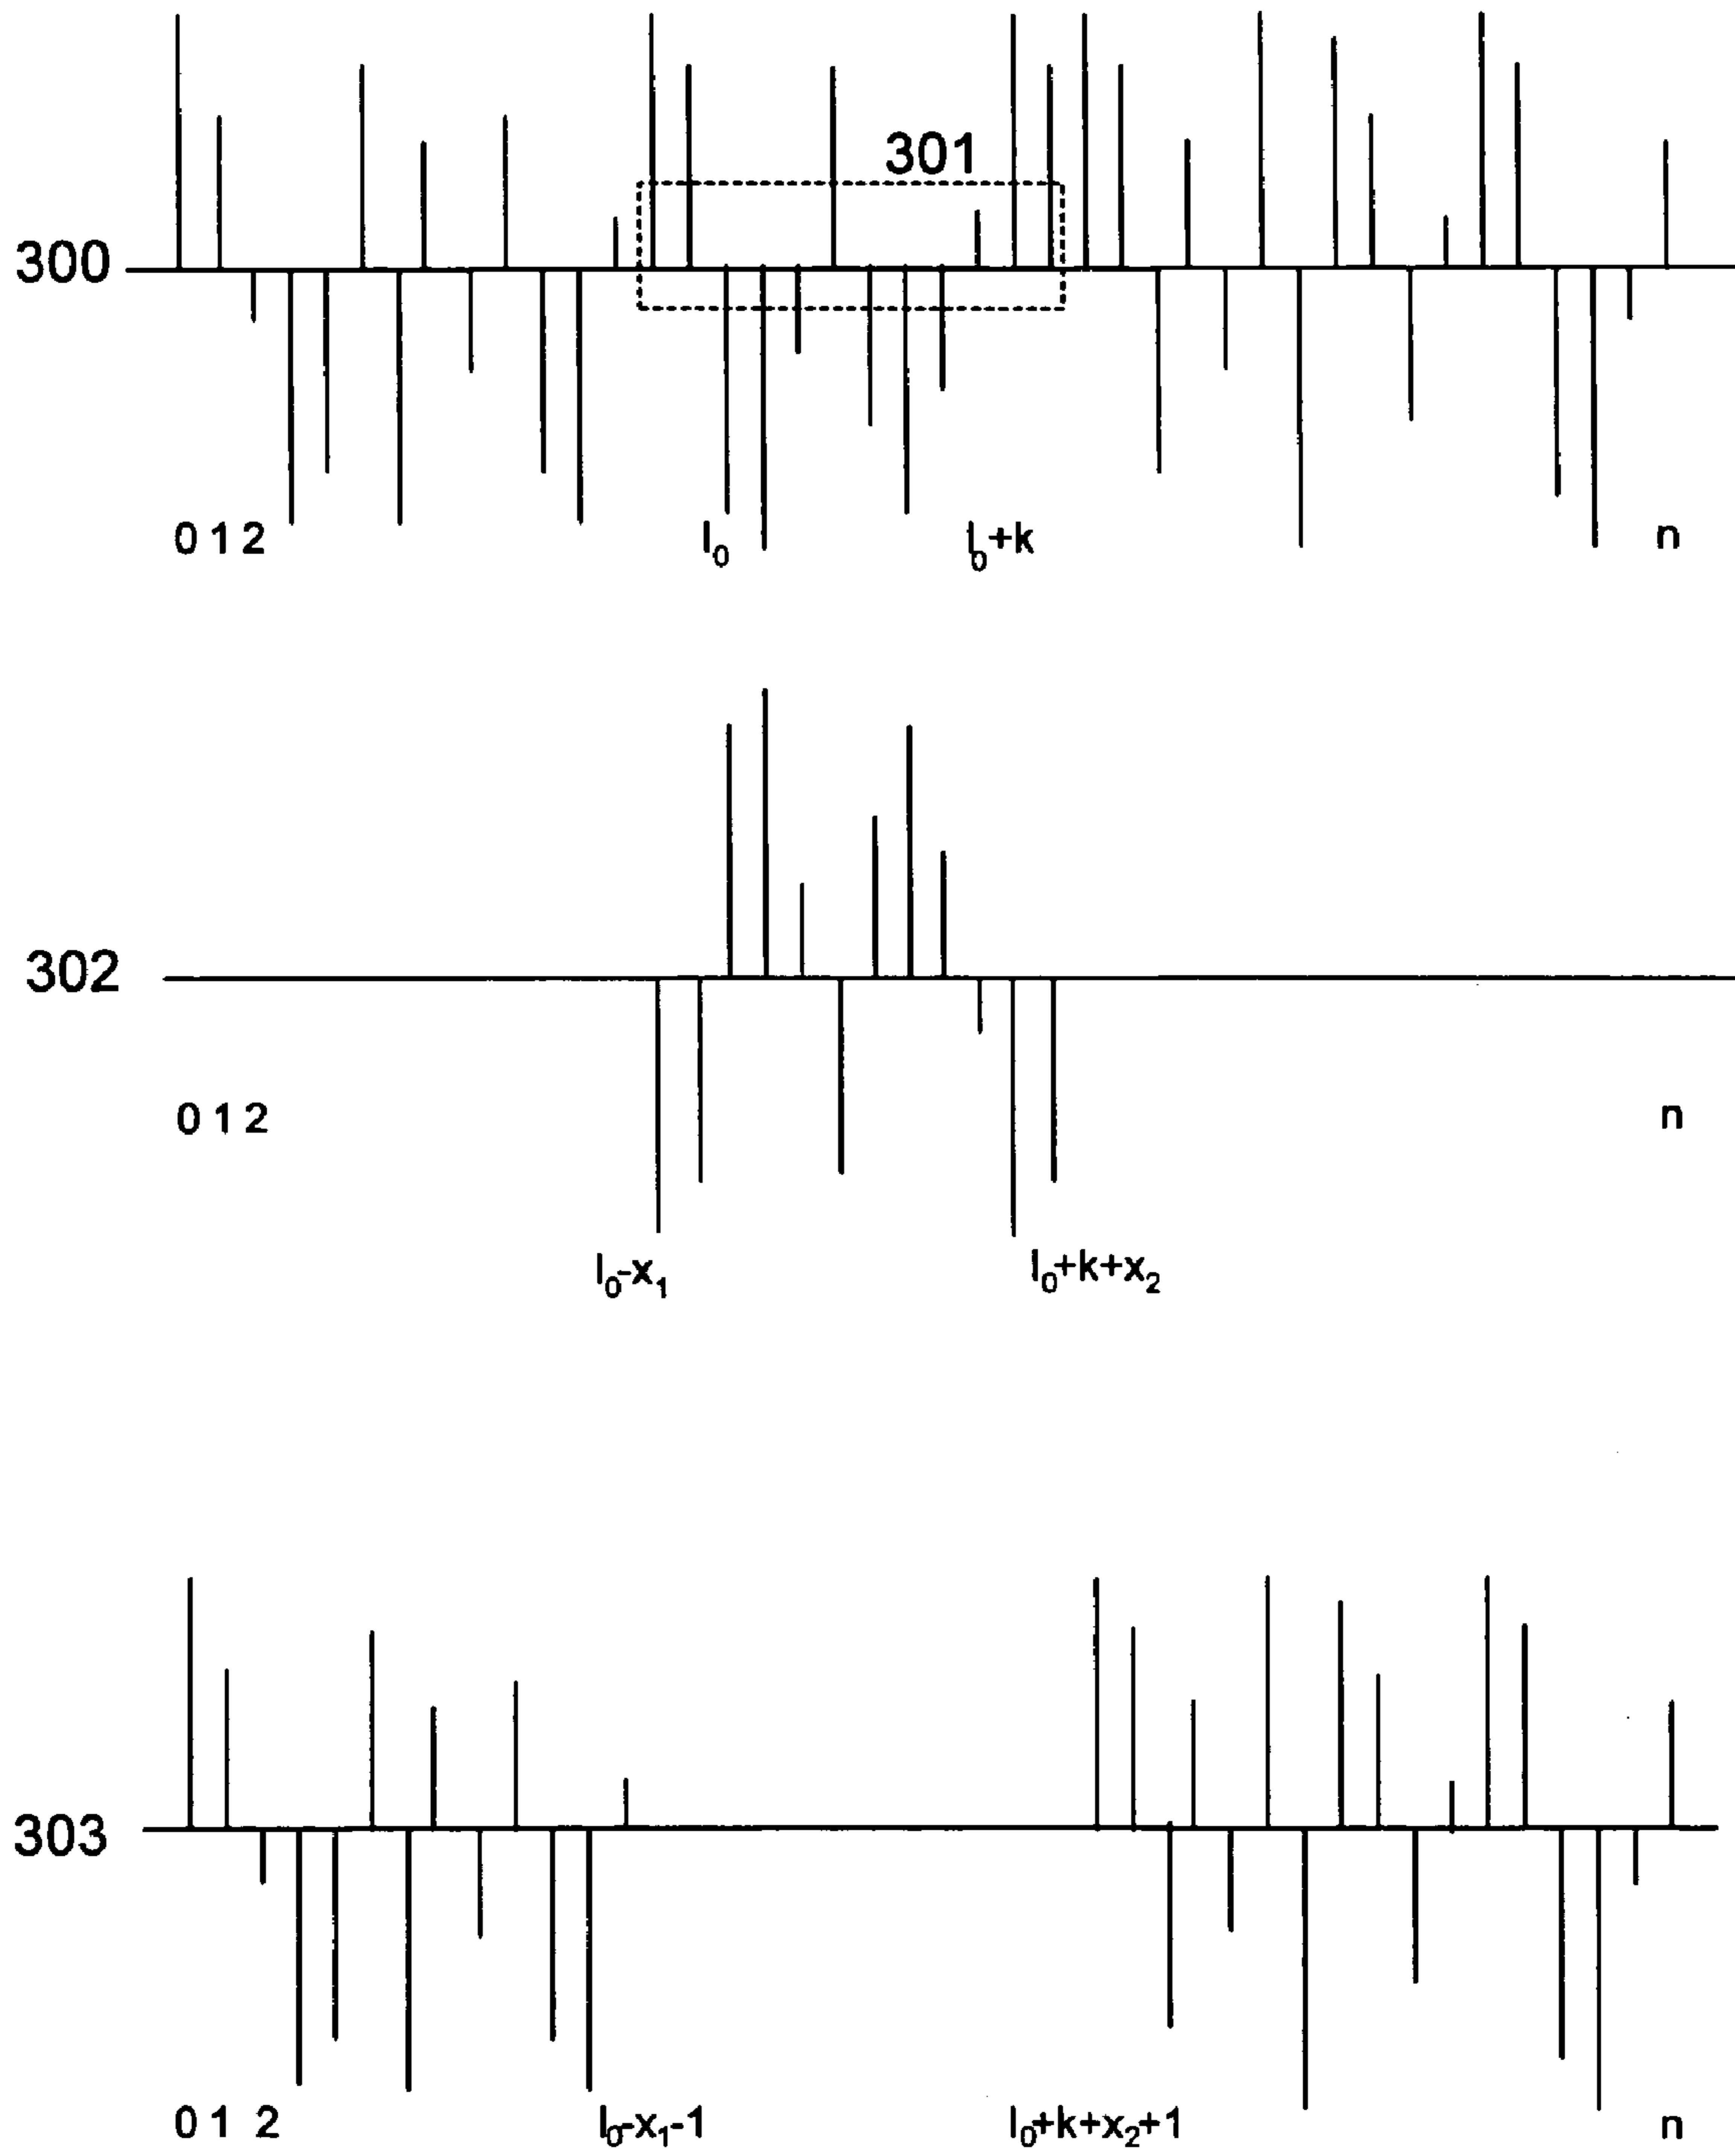 301
300
0 1 2 l₀ l₀+k n
302
0 1 2 n
l₀-x₁ l₀+k+x₂
303
0 1 2 l₀-x₁-1 l₀+k+x₂+1 n